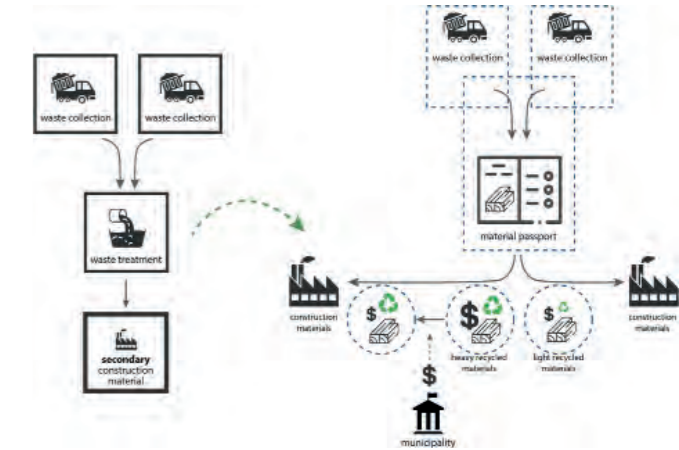 waste collection
waste collection
waste treatment
secondary
construction
material
waste collection
waste collection
material passport
construction
materials
$
$
heavy recycled
materials
$
light recycled
materials
construction
materials
$
municipality